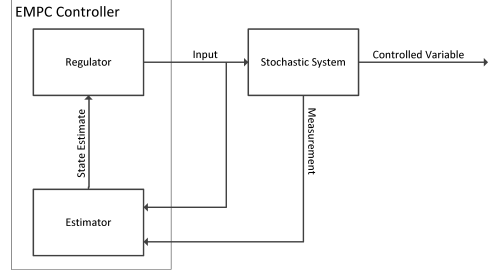 EMPC Controller
Regulator
Input
Stochastic System
Controlled Variable
State Estimate
Measurement
Estimator